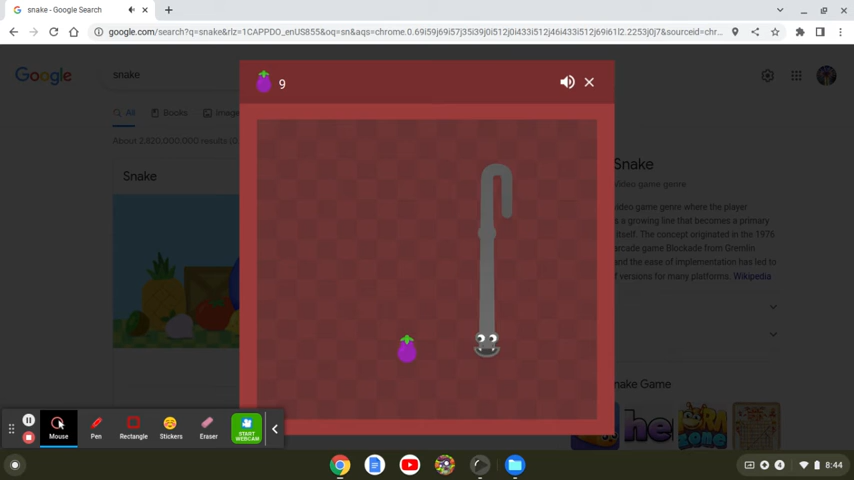 snake - Google Search
google.com/search?q=snake&rlz=1CAPPDO_enUS855&oq=sn&aqs=chrome.0.69i59j69i57j35i39j0i512j0i433i512j46i433i512j69i61l2.2253j0j7&sourceid=chr...
Google
snake
All
Books
Images
About 2,820,000,000 results (0.
Snake
9
Snake
Video game genre
video game genre where the player
s a growing line that becomes a primary
itself. The concept originated in the 1976
arcade game Blockade from Gremlin
and the ease of implementation has led to
f versions for many platforms. Wikipedia
nake Game
Mouse
Pen
Rectangle
Stickers
Eraser
START
WEBCAM
8:44